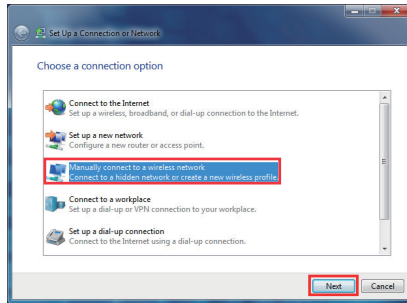 Set Up a Connection or Network
Choose a connection option
Connect to the Internet
Set up a wireless, broadband, or dial-up connection to the Internet.
Set up a new network
Configure a new router or access point.
Manually connect to a wireless network
Connect to a hidden network or create a new wireless profile.
Connect to a workplace
Set up a dial-up or VPN connection to your workplace.
Set up a dial-up connection
Connect to the Internet using a dial-up connection.
Next Cancel